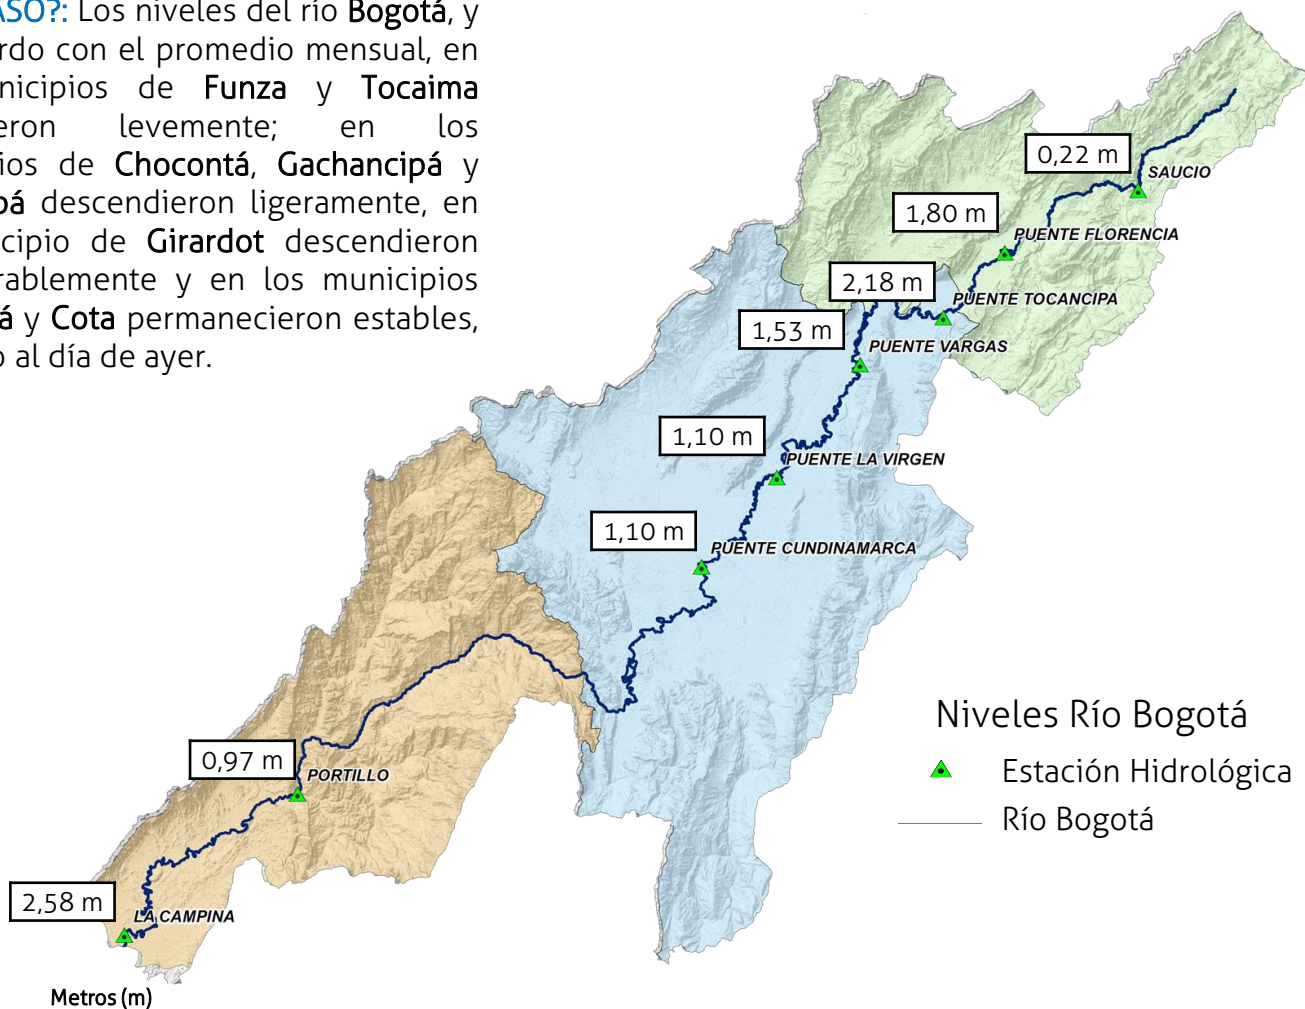 ASO?: Los niveles del río Bogotá, y
rdo con el promedio mensual, en
nicipios de Funza y Tocaima
eron levemente; en los
ios de Chocontá, Gachancipá y
pá descendieron ligeramente, en
cipio de Girardot descendieron
rablemente y en los municipios
á y Cota permanecieron estables,
o al día de ayer.
0,22 m
SAUCIO
1,80 m
PUENTE FLORENCIA
2,18 m
PUENTE TOCANCIPA
1,53 m
PUENTE VARGAS
1,10 m
PUENTE LA VIRGEN
1,10 m
PUENTE CUNDINAMARCA
0,97 m
PORTILLO
2,58 m
LA CAMPINA
Metros (m)
Niveles Río Bogotá
Estación Hidrológica
Río Bogotá